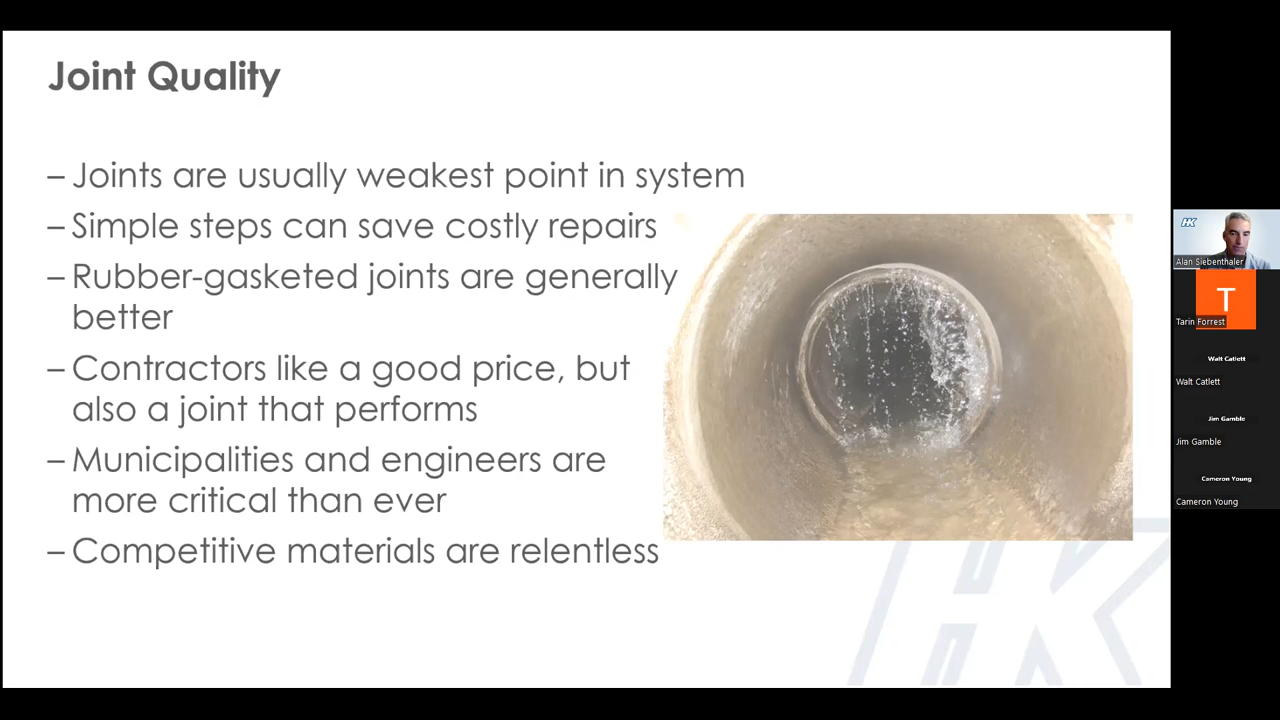 Joint Quality
– Joints are usually weakest point in system
– Simple steps can save costly repairs
– Rubber-gasketed joints are generally
better
– Contractors like a good price, but
also a joint that performs
– Municipalities and engineers are
more critical than ever
– Competitive materials are relentless
HK
HK
Alan Siebenthaler
T
Tarin Forrest
Walt Catlett
Walt Catlett
Jim Gamble
Jim Gamble
Cameron Young
Cameron Young